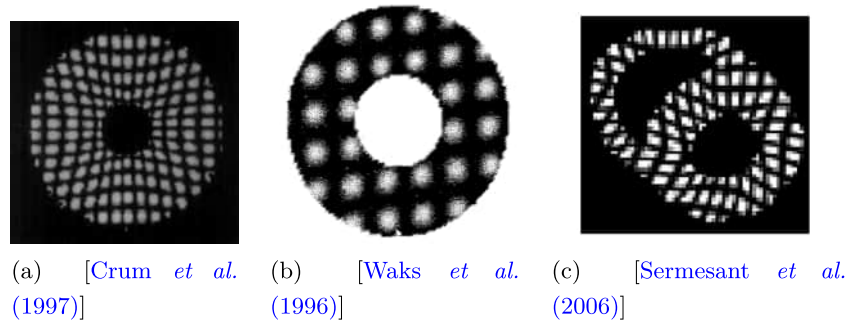 (a) [Crum et al. (1997)]
(b) [Waks et al. (1996)]
(c) [Sermesant et al. (2006)]